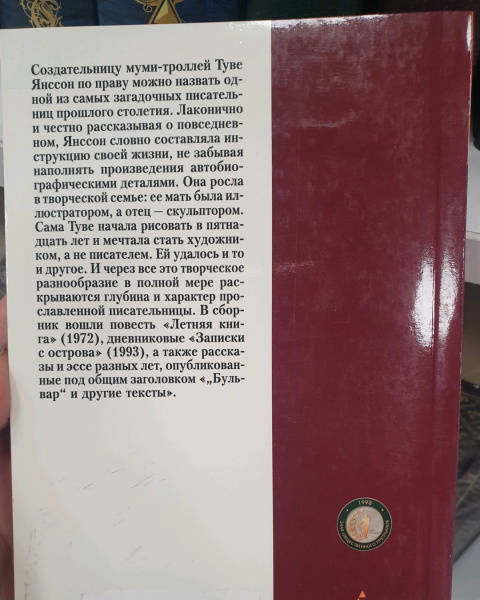 Создательницу муми-троллей Туве
Янссон по праву можно назвать од-
ной из самых загадочных писатель-
ниц прошлого столетия. Лаконично
и честно рассказывая о повседнев-
ном, Янссон словно составляла ин-
струкцию своей жизни, не забывая
наполнять произведения автобио-
графическими деталями. Она росла
в творческой семье: ее мать была ил-
люстратором, а отец — скульптором.
Сама Туве начала рисовать в пятна-
дцать лет и мечтала стать художни-
ком, а не писателем. Ей удалось и то
и другое. И через все это творческое
разнообразие в полной мере рас-
крываются глубина и характер про-
славленной писательницы. В сбор-
ник вошли повесть «Летняя кни-
га» (1972), дневниковые «Записки
с острова» (1993), а также расска-
зы и эссе разных лет, опубликован-
ные под общим заголовком «„Буль-
вар“ и другие тексты».
1998